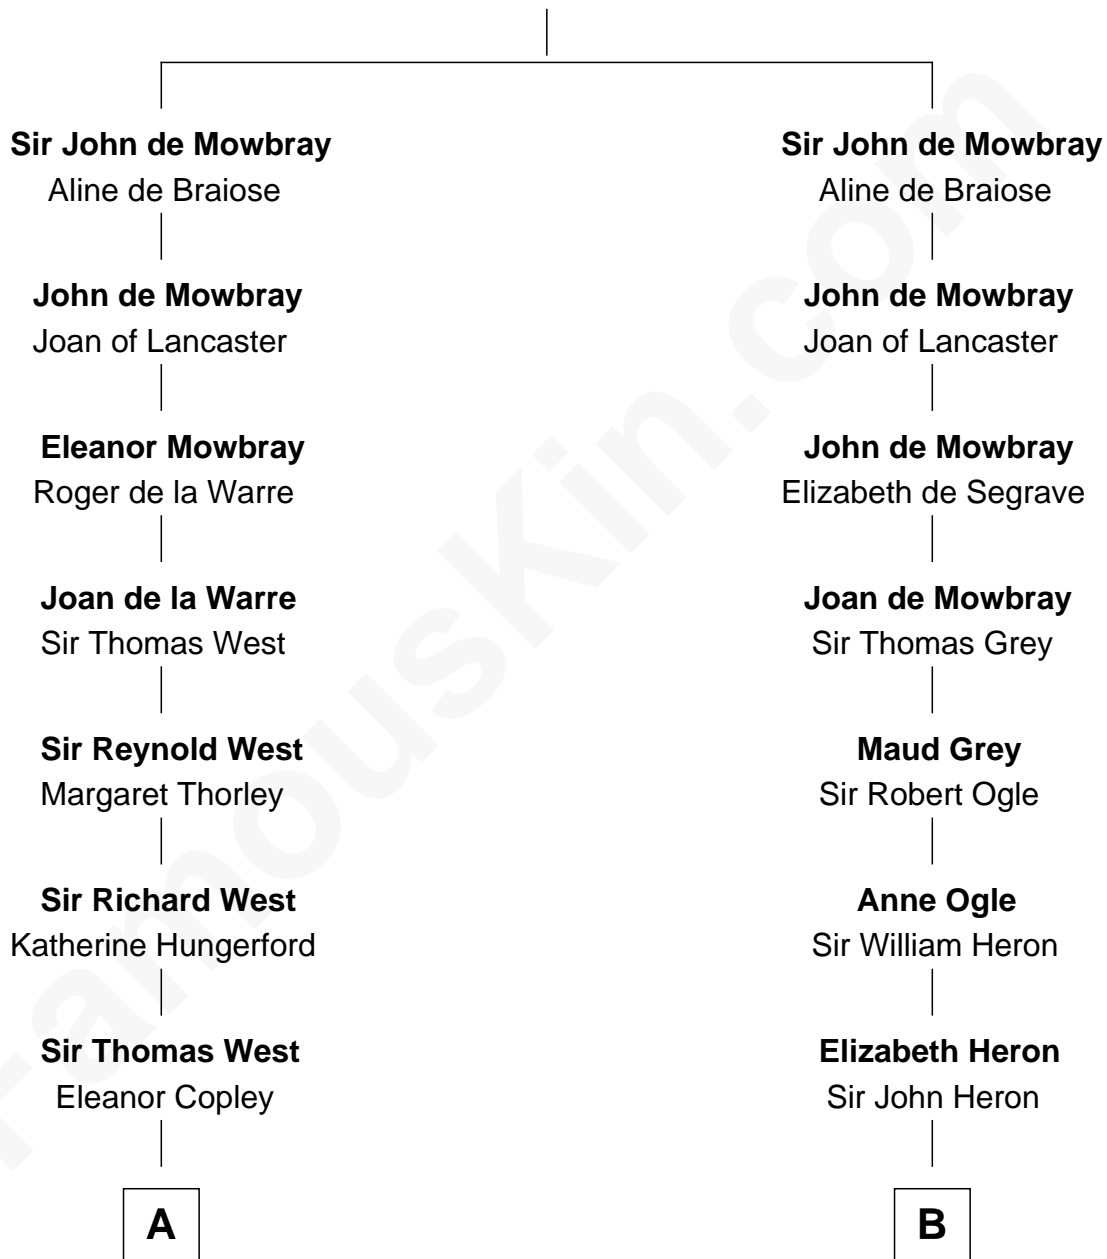 Sir John de Mowbray
Aline de Braiose
John de Mowbray
Joan of Lancaster
Eleanor Mowbray
Roger de la Warre
Joan de la Warre
Sir Thomas West
Sir Reynold West
Margaret Thorley
Sir Richard West
Katherine Hungerford
Sir Thomas West
Eleanor Copley
A
Sir John de Mowbray
Aline de Braiose
John de Mowbray
Joan of Lancaster
John de Mowbray
Elizabeth de Segrave
Joan de Mowbray
Sir Thomas Grey
Maud Grey
Sir Robert Ogle
Anne Ogle
Sir William Heron
Elizabeth Heron
Sir John Heron
B
FamousKin.com